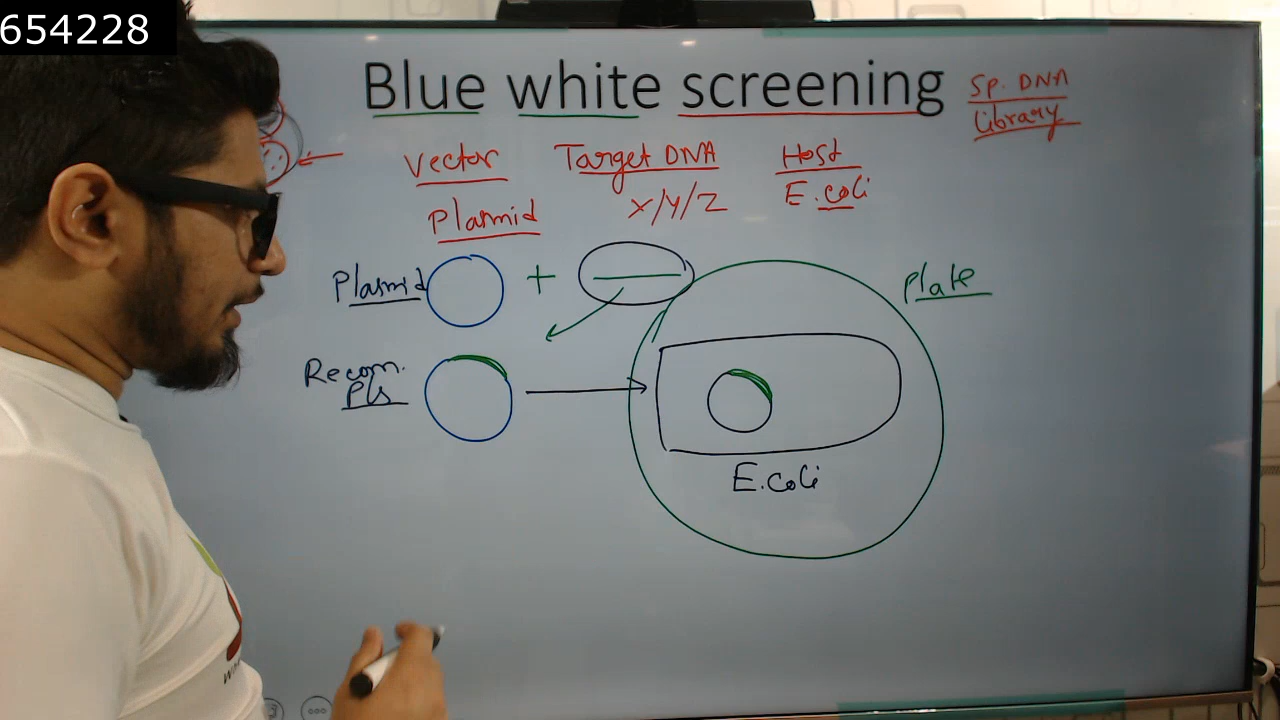 654228
Blue white screening
Sp. DNA
Library
Vector
Target DNA
Host
Plasmid
X/Y/Z
E.coli
Plasmid
+
Plate
Recom.
Pls
E.coli